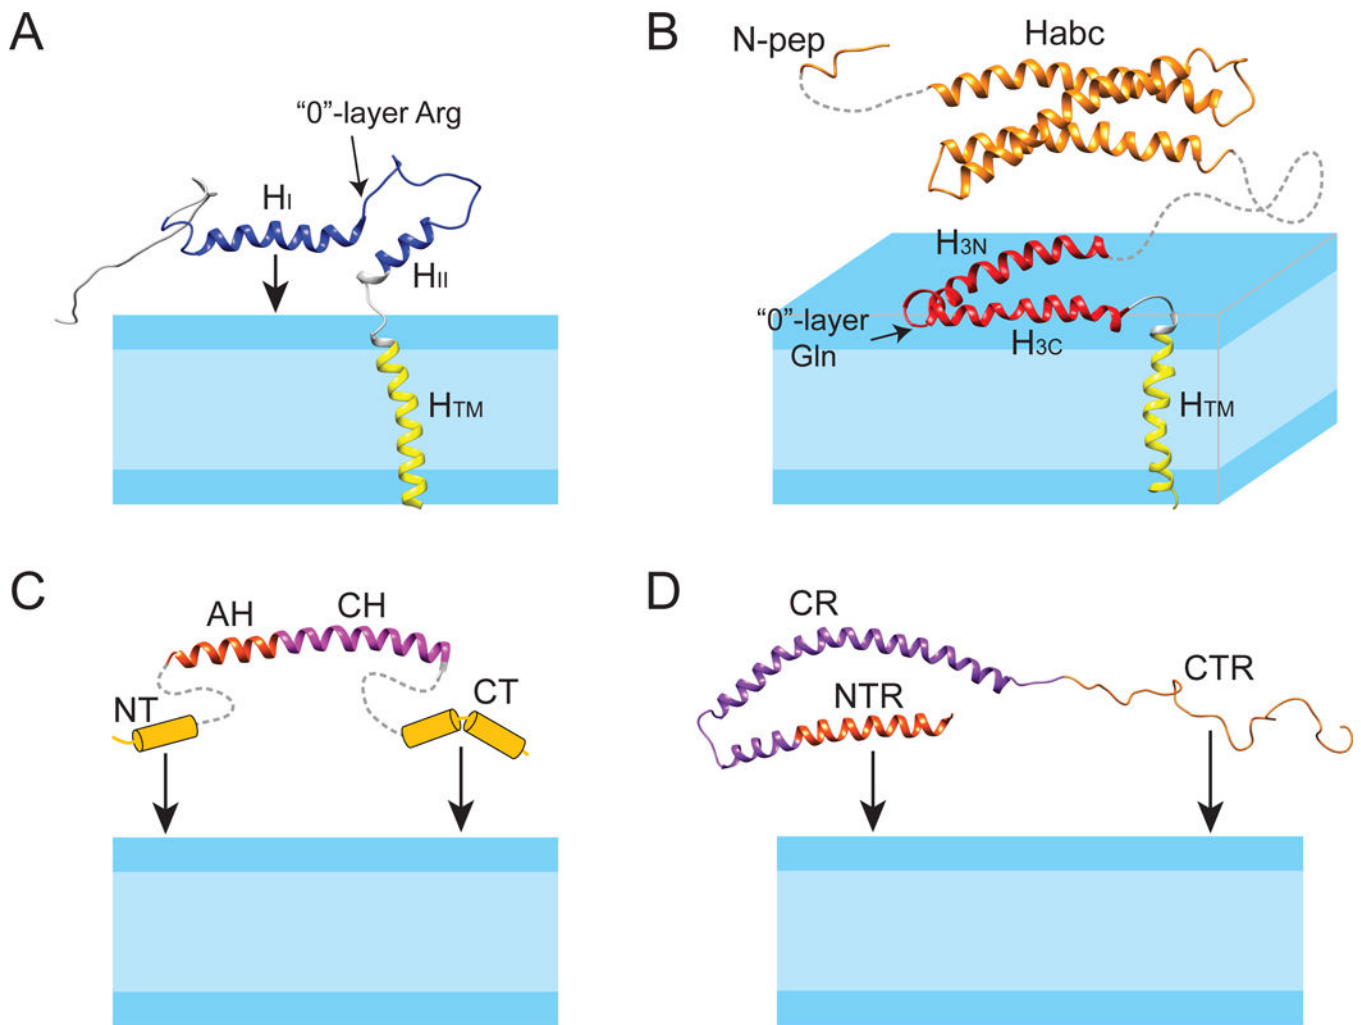 A
“0”-layer Arg
HI
HII
HTM
B
N-pep
Habc
H3N
“0”-layer
Gln
H3C
HTM
C
AH
CH
NT
CT
D
CR
NTR
CTR